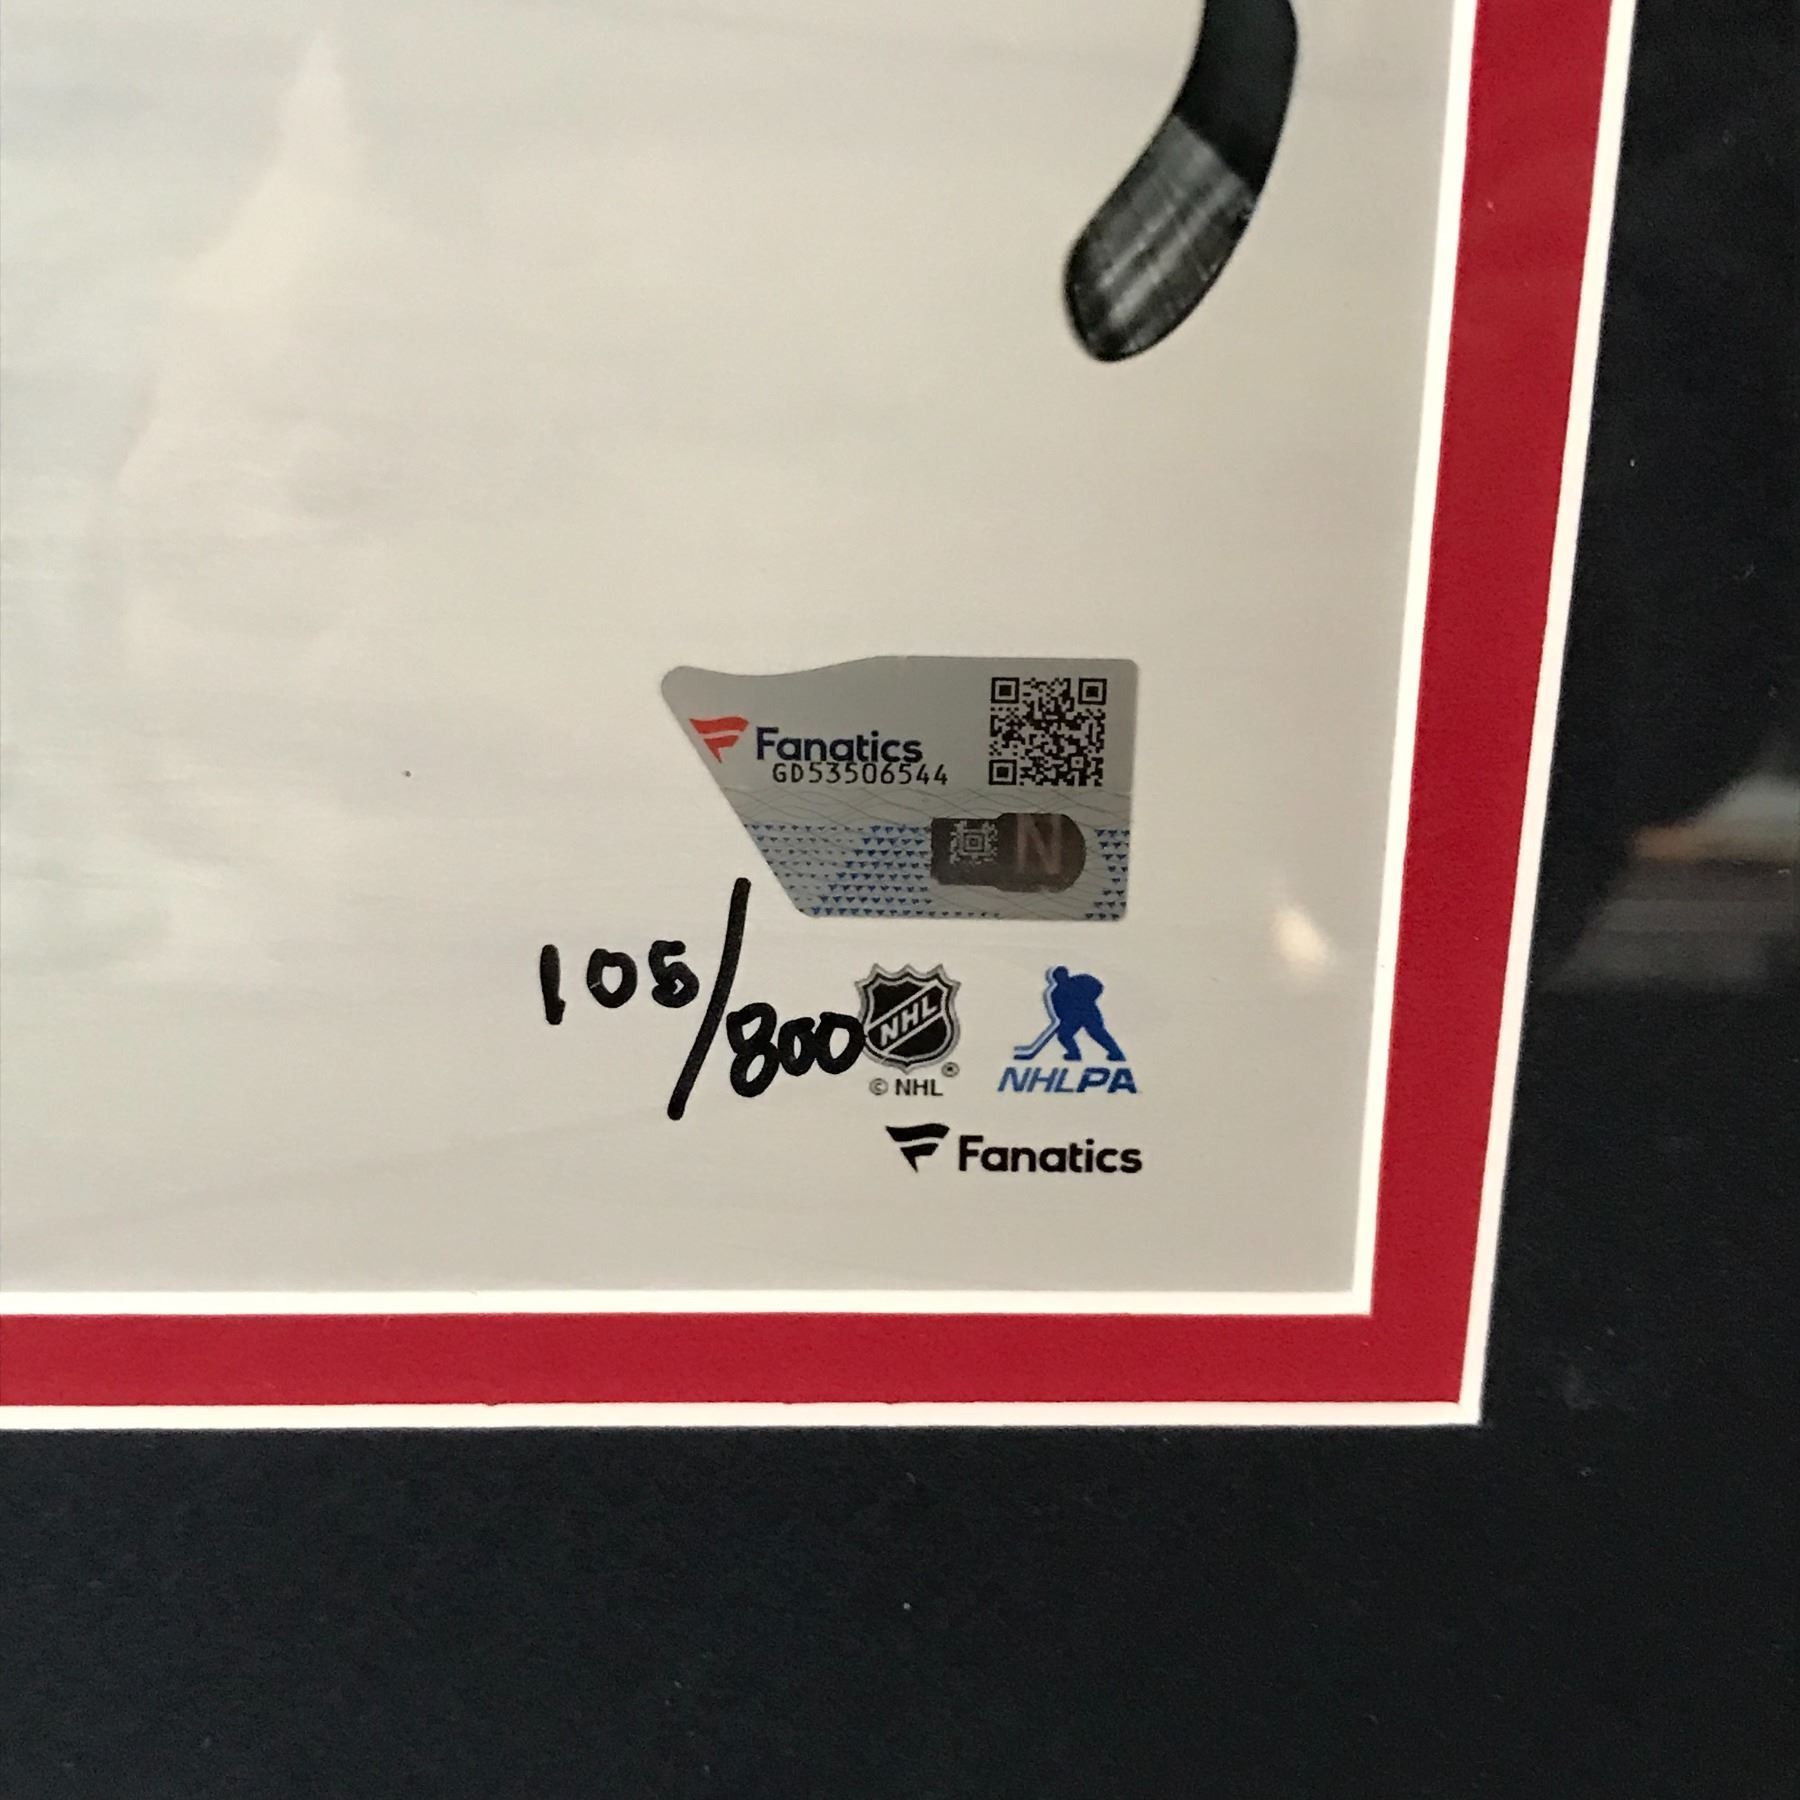 Fanatics
GD53506544
N
105/800
NHL
© NHL ®
NHLPA
Fanatics